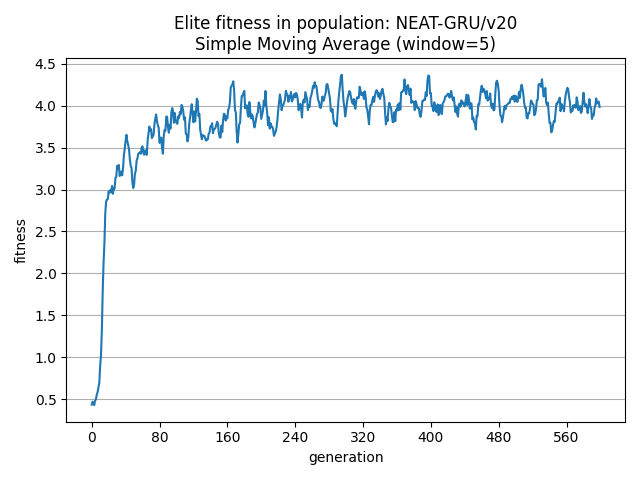 Elite fitness in population: NEAT-GRU/v20
Simple Moving Average (window=5)
4.5
4.0
3.5
3.0
2.5
2.0
1.5
1.0
0.5
fitness
0 80 160 240 320 400 480 560
generation